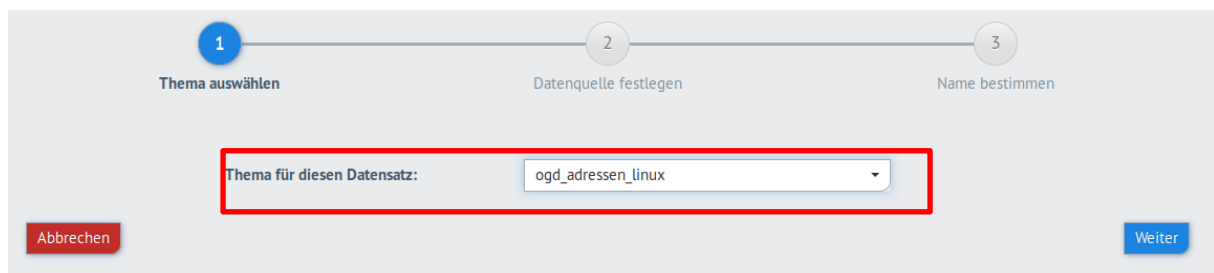 1 2 3
Thema auswählen Datenquelle festlegen Name bestimmen
Thema für diesen Datensatz: ogd_adressen_linux
Abbrechen Weiter